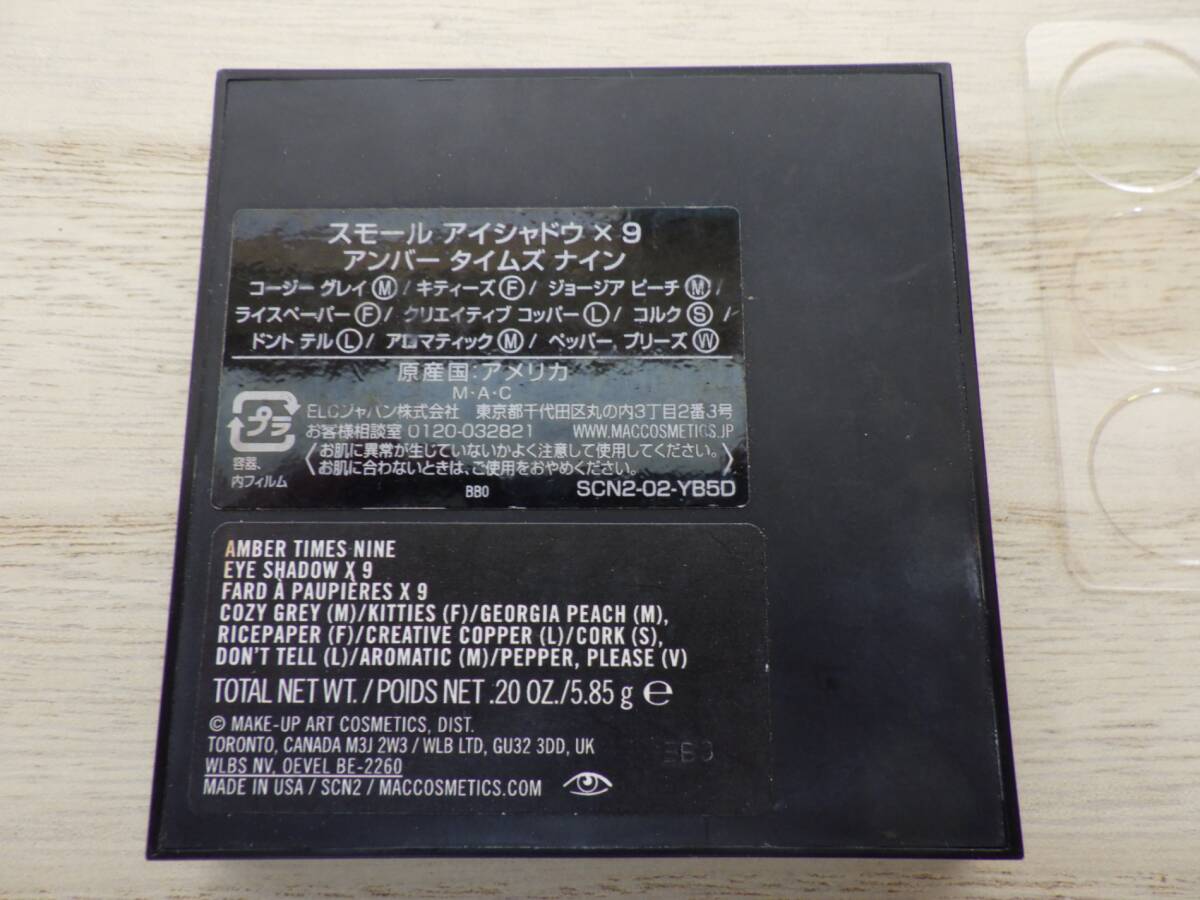 スモール アイシャドウ × 9
アンバー タイムズ ナイン
コージー グレイ Ⓜ / キティーズ Ⓕ / ジョージア ピーチ Ⓜ /
ライスペーパー Ⓕ / クリエイティブ コッパー Ⓛ / コルク Ⓢ /
ドント テル Ⓛ / アロマティック Ⓜ / ペッパー, プリーズ Ⓦ
原産国：アメリカ
M・A・C
プラ
容器、
内フィルム
ELCジャパン株式会社 東京都千代田区丸の内3丁目2番3号
お客様相談室 0120-032821 WWW.MACCOSMETICS.JP
〈お肌に異常が生じていないかよく注意して使用してください。
お肌に合わないときは、ご使用をおやめください。〉
BB0 SCN2-02-YB5D
AMBER TIMES NINE
EYE SHADOW X 9
FARD À PAUPIÈRES X 9
COZY GREY (M)/KITTIES (F)/GEORGIA PEACH (M),
RICEPAPER (F)/CREATIVE COPPER (L)/CORK (S),
DON'T TELL (L)/AROMATIC (M)/PEPPER, PLEASE (V)
TOTAL NET WT./POIDS NET .20 OZ./5.85 g ℮
© MAKE-UP ART COSMETICS, DIST.
TORONTO, CANADA M3J 2W3 / WLB LTD, GU32 3DD, UK
WLBS NV, OEVEL BE-2260
MADE IN USA / SCN2 / MACCOSMETICS.COM